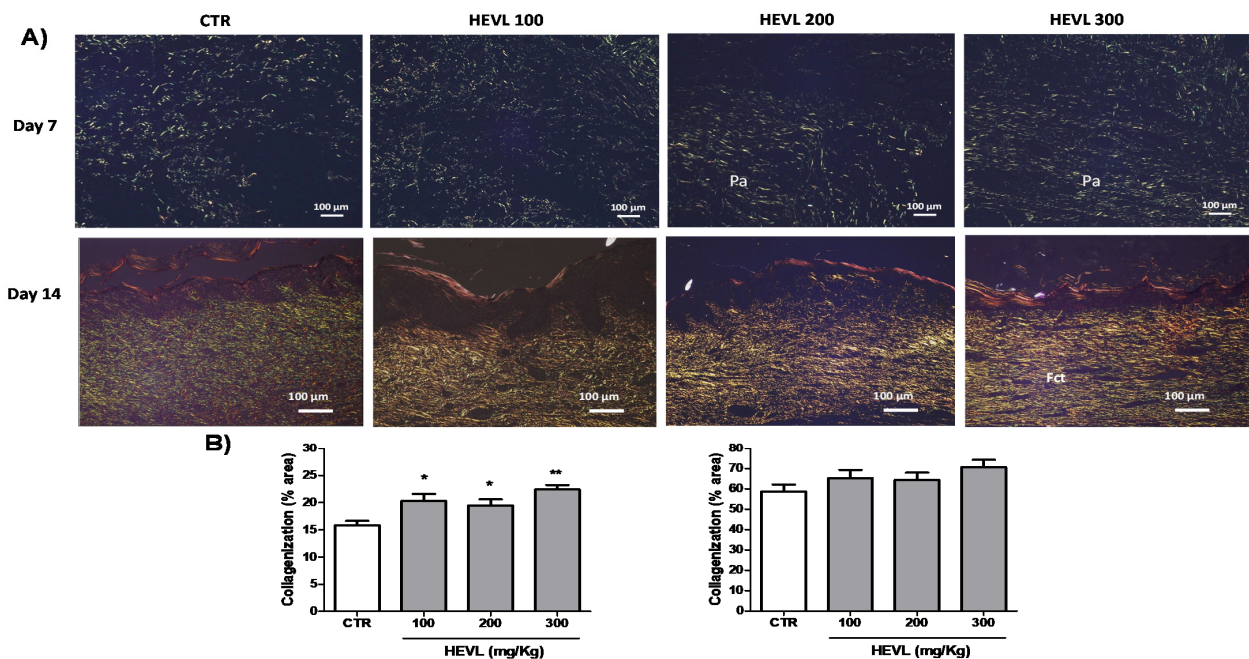 CTR HEVL 100 HEVL 200 HEVL 300
A)
Day 7
Pa Pa
100 µm 100 µm 100 µm 100 µm
Day 14
Fct
100 µm 100 µm 100 µm 100 µm
B)
Collagenization (% area)
30
25
20
15
10
5
0
* * **
CTR 100 200 300
HEVL (mg/Kg)
Collagenization (% area)
80
70
60
50
40
30
20
10
0
CTR 100 200 300
HEVL (mg/Kg)